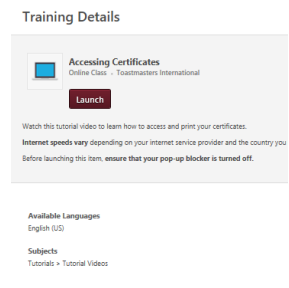 Training Details
Accessing Certificates
Online Class - Toastmasters International
Launch
Watch this tutorial video to learn how to access and print your certificates.
Internet speeds vary depending on your internet service provider and the country you
Before launching this item, ensure that your pop-up blocker is turned off.
Available Languages
English (US)
Subjects
Tutorials > Tutorial Videos